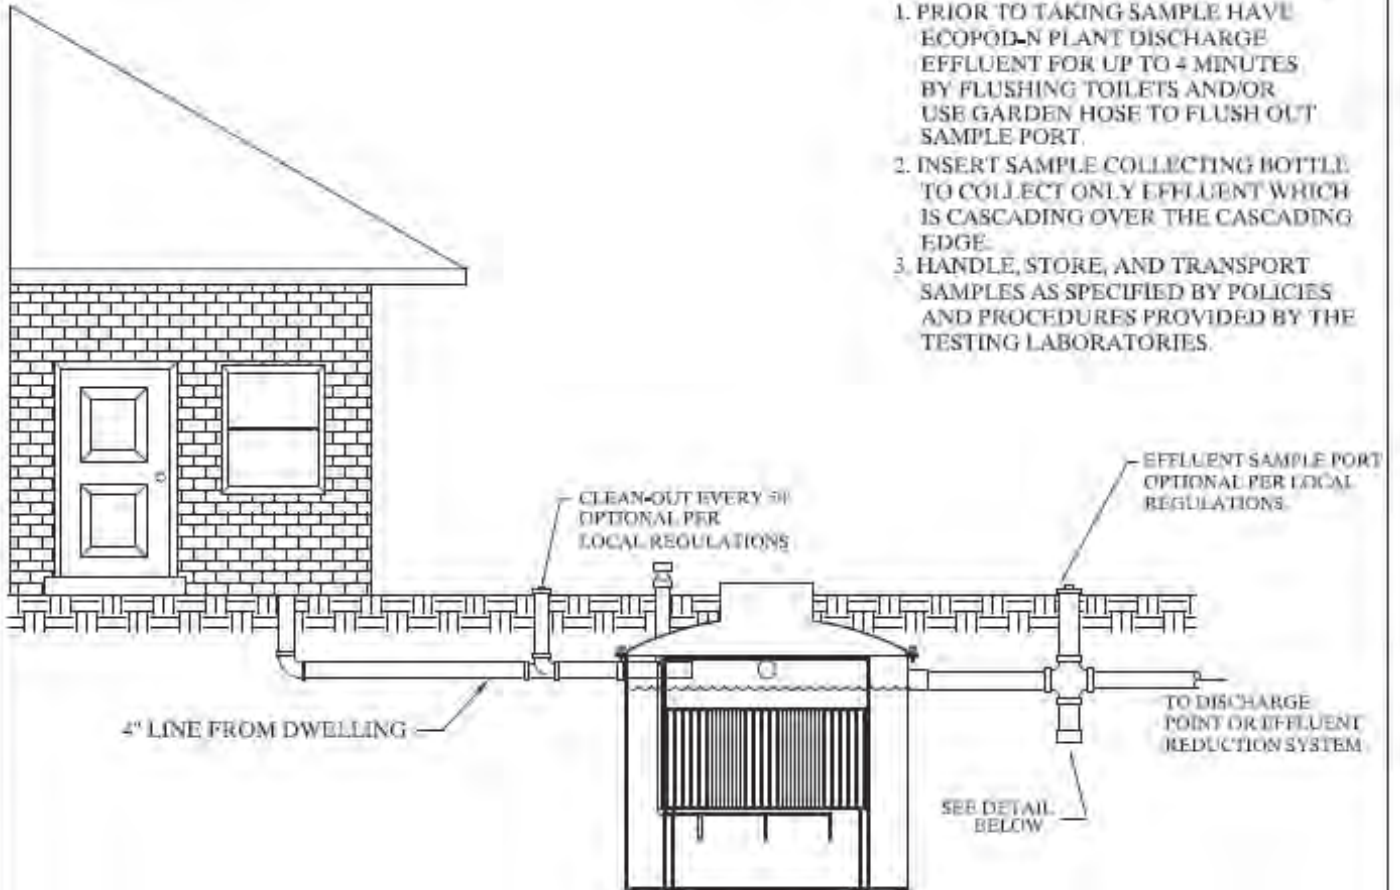 1. PRIOR TO TAKING SAMPLE HAVE
ECOPOD-N PLANT DISCHARGE
EFFLUENT FOR UP TO 4 MINUTES
BY FLUSHING TOILETS AND/OR
USE GARDEN HOSE TO FLUSH OUT
SAMPLE PORT.
2. INSERT SAMPLE COLLECTING BOTTLE
TO COLLECT ONLY EFFLUENT WHICH
IS CASCADING OVER THE CASCADING
EDGE.
3. HANDLE, STORE, AND TRANSPORT
SAMPLES AS SPECIFIED BY POLICIES
AND PROCEDURES PROVIDED BY THE
TESTING LABORATORIES.
EFFLUENT SAMPLE PORT
OPTIONAL PER LOCAL
REGULATIONS.
CLEAN-OUT EVERY
OPTIONAL PER
LOCAL REGULATIONS
4" LINE FROM DWELLING
TO DISCHARGE
POINT OR EFFLUENT
REDUCTION SYSTEM
SEE DETAIL
BELOW